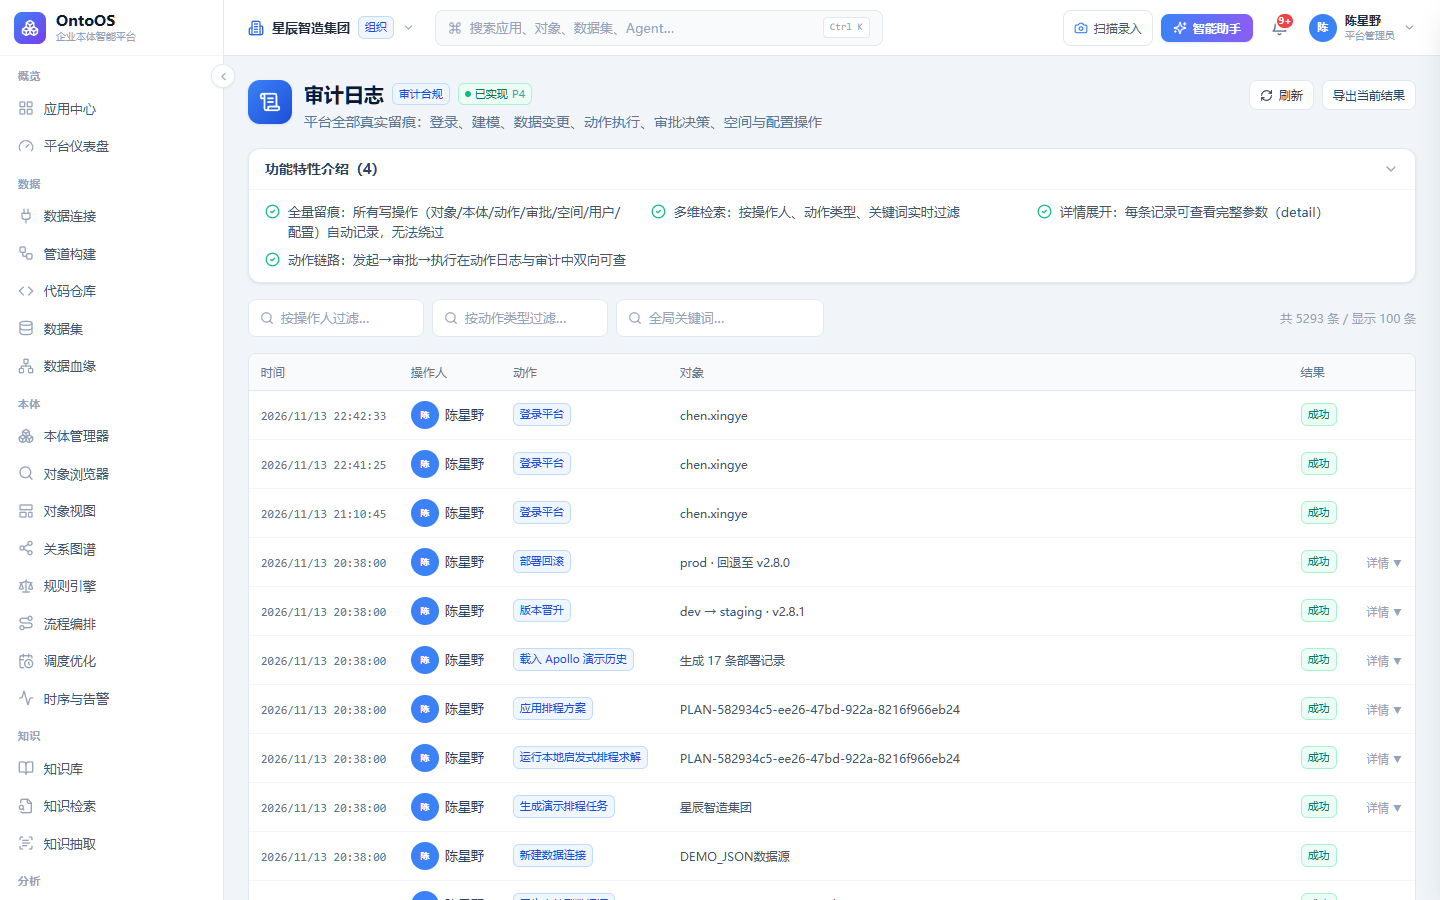 OntoOS
企业本体智能平台
星辰智造集团 组织
搜索应用、对象、数据集、Agent... Ctrl K
扫描录入
智能助手
9+
陈 陈星野
平台管理员
概览
应用中心
平台仪表盘
数据
数据连接
管道构建
代码仓库
数据集
数据血缘
本体
本体管理器
对象浏览器
对象视图
关系图谱
规则引擎
流程编排
调度优化
时序与告警
知识
知识库
知识检索
知识抽取
分析
审计日志 审计合规 已实现 P4
平台全部真实留痕：登录、建模、数据变更、动作执行、审批决策、空间与配置操作
刷新 导出当前结果
功能特性介绍（4）
全量留痕：所有写操作（对象/本体/动作/审批/空间/用户/
配置）自动记录，无法绕过
多维检索：按操作人、动作类型、关键词实时过滤
详情展开：每条记录可查看完整参数（detail）
动作链路：发起→审批→执行在动作日志与审计中双向可查
按操作人过滤... 按动作类型过滤... 全局关键词... 共 5293 条 / 显示 100 条
时间 操作人 动作 对象 结果
2026/11/13 22:42:33 陈 陈星野 登录平台 chen.xingye 成功
2026/11/13 22:41:25 陈 陈星野 登录平台 chen.xingye 成功
2026/11/13 21:10:45 陈 陈星野 登录平台 chen.xingye 成功
2026/11/13 20:38:00 陈 陈星野 部署回滚 prod · 回退至 v2.8.0 成功 详情 ▼
2026/11/13 20:38:00 陈 陈星野 版本晋升 dev → staging · v2.8.1 成功 详情 ▼
2026/11/13 20:38:00 陈 陈星野 载入 Apollo 演示历史 生成 17 条部署记录 成功 详情 ▼
2026/11/13 20:38:00 陈 陈星野 应用排程方案 PLAN-582934c5-ee26-47bd-922a-8216f966eb24 成功 详情 ▼
2026/11/13 20:38:00 陈 陈星野 运行本地启发式排程求解 PLAN-582934c5-ee26-47bd-922a-8216f966eb24 成功 详情 ▼
2026/11/13 20:38:00 陈 陈星野 生成演示排程任务 星辰智造集团 成功 详情 ▼
2026/11/13 20:38:00 陈 陈星野 新建数据连接 DEMO_JSON数据源 成功